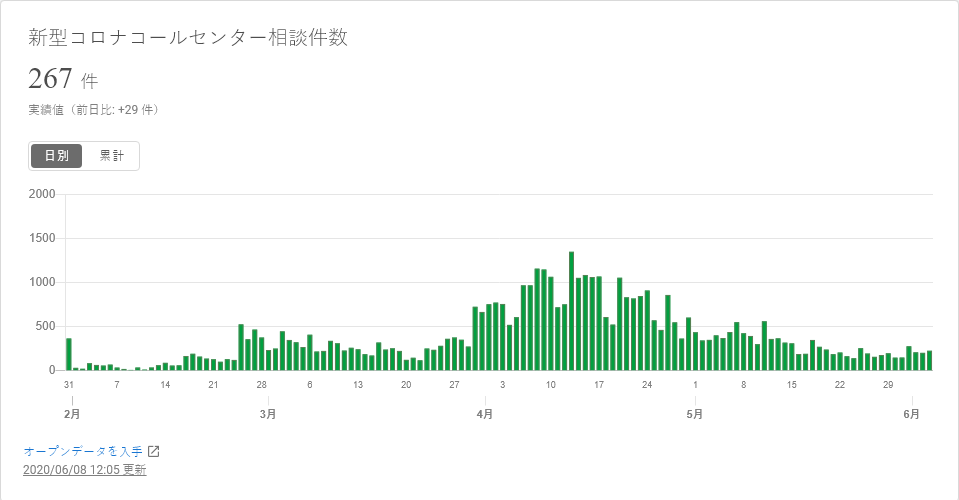 新型コロナコールセンター相談件数
267 件
実績値（前日比: +29 件）
日別 累計
2000
1500
1000
500
0
31 7 14 21 28 6 13 20 27 3 10 17 24 1 8 15 22 29
2月 3月 4月 5月 6月
オープンデータを入手
2020/06/08 12:05 更新